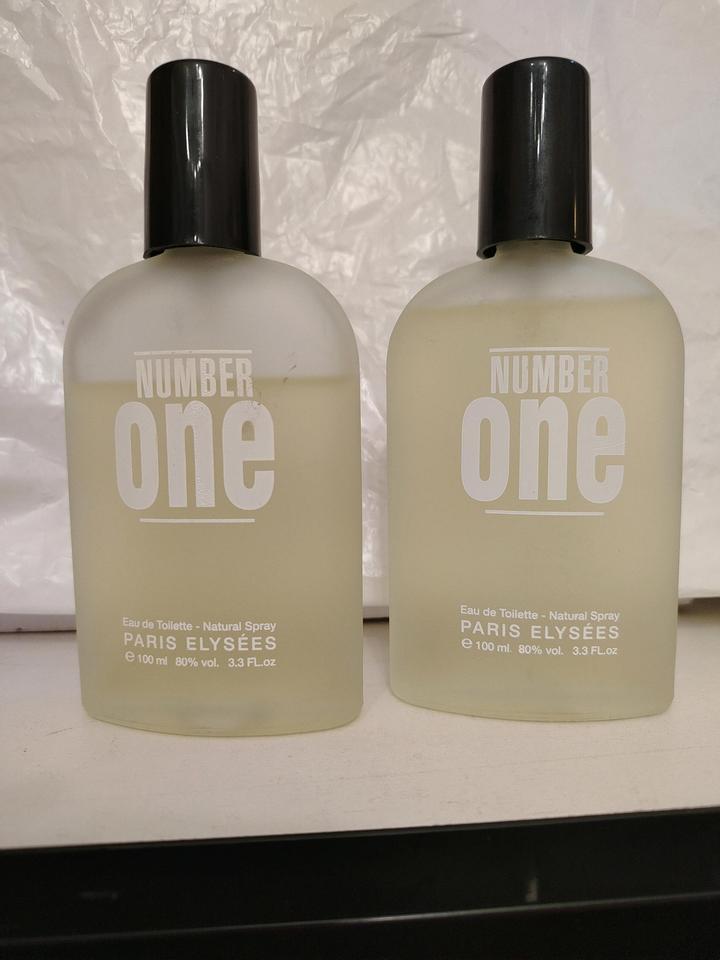 NUMBER
one
Eau de Toilette - Natural Spray
PARIS ELYSÉES
℮ 100 ml 80% vol. 3.3 FL.oz
NUMBER
one
Eau de Toilette - Natural Spray
PARIS ELYSÉES
℮ 100 ml 80% vol. 3.3 FL.oz